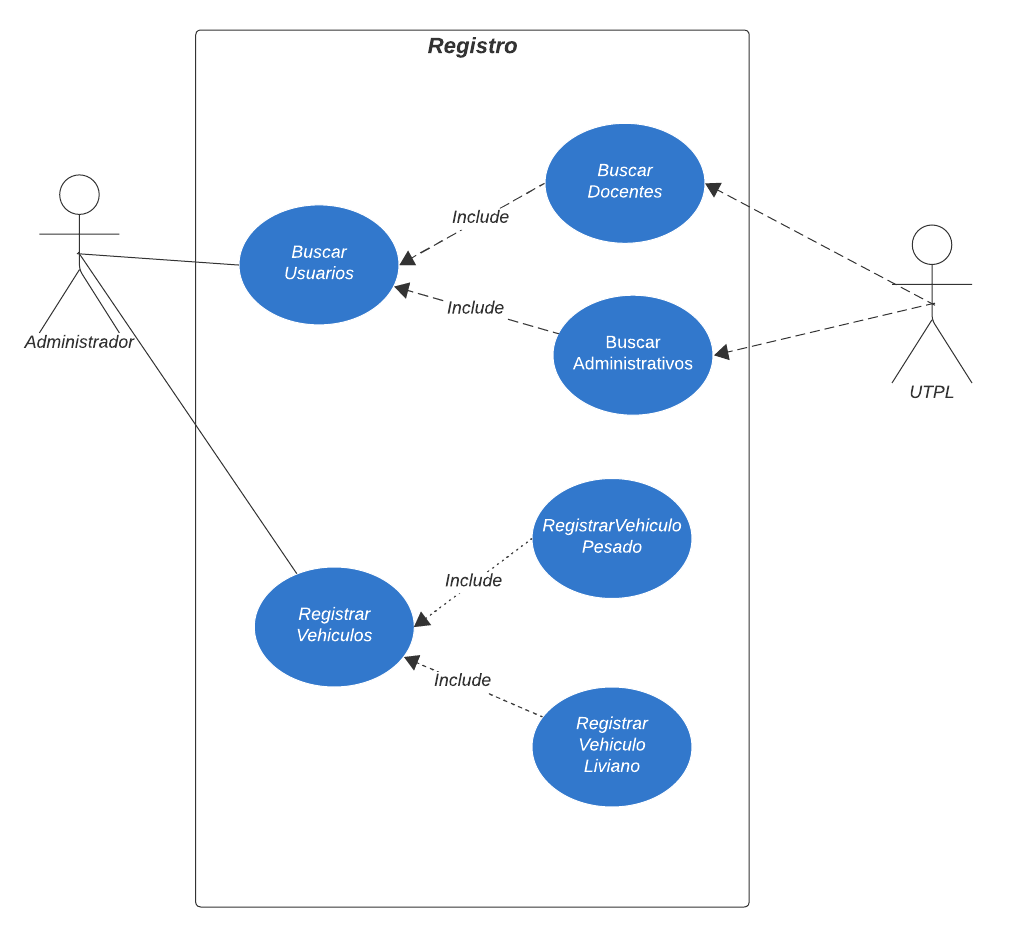 Registro
Buscar
Docentes
Include
Buscar
Usuarios
Include
Buscar
Administrativos
Administrador
UTPL
RegistrarVehiculo
Pesado
Include
Registrar
Vehiculos
Include
Registrar
Vehiculo
Liviano